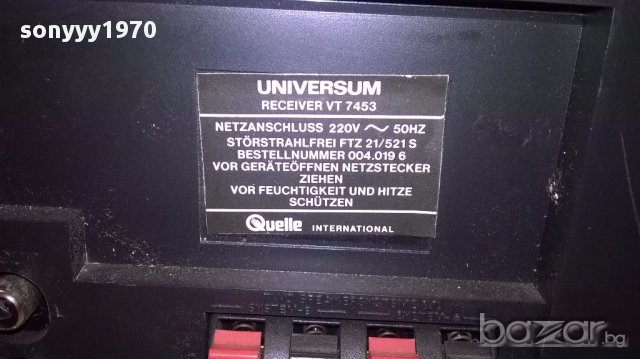 sonyyy1970
UNIVERSUM
RECEIVER VT 7453
NETZANSCHLUSS 220V ~ 50HZ
STÖRSTRAHLFREI FTZ 21/521 S
BESTELLNUMMER 004.019 6
VOR GERÄTEÖFFNEN NETZSTECKER
ZIEHEN
VOR FEUCHTIGKEIT UND HITZE
SCHÜTZEN
Quelle INTERNATIONAL
bazar.bg